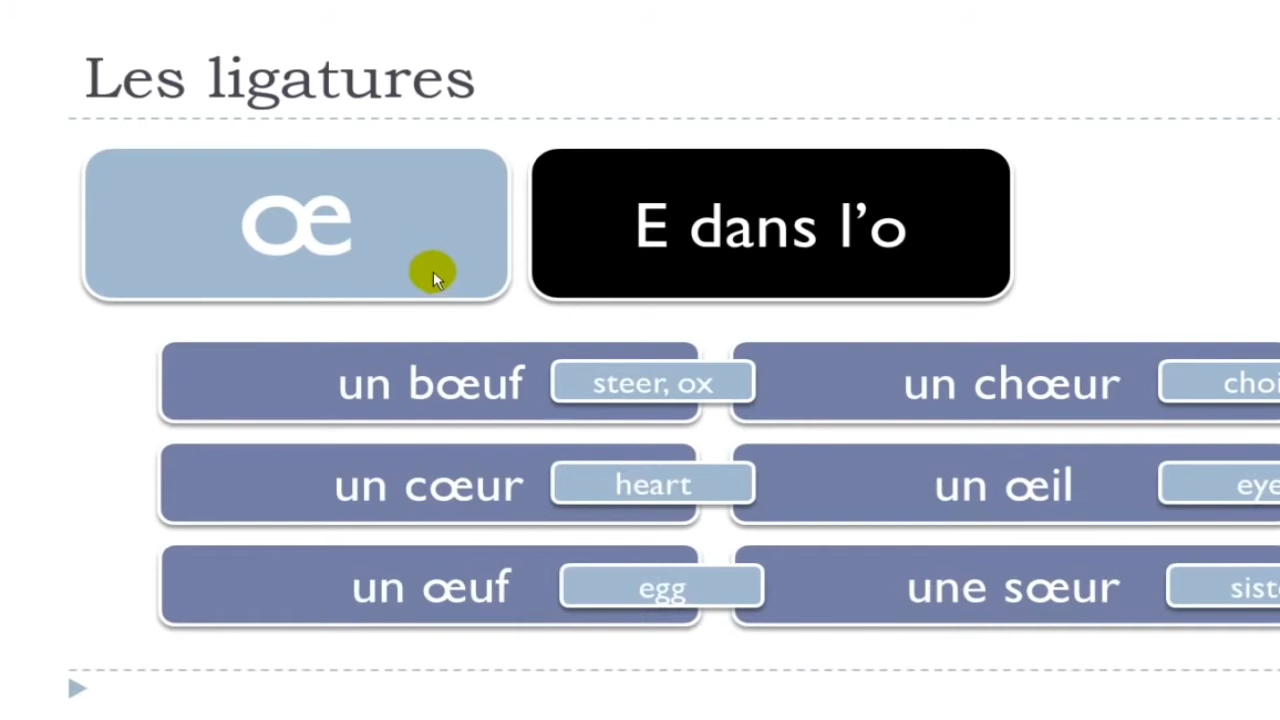 Les ligatures
œ
E dans l’o
un bœuf steer, ox
un chœur
un cœur heart
un œil eye
un œuf egg
une sœur